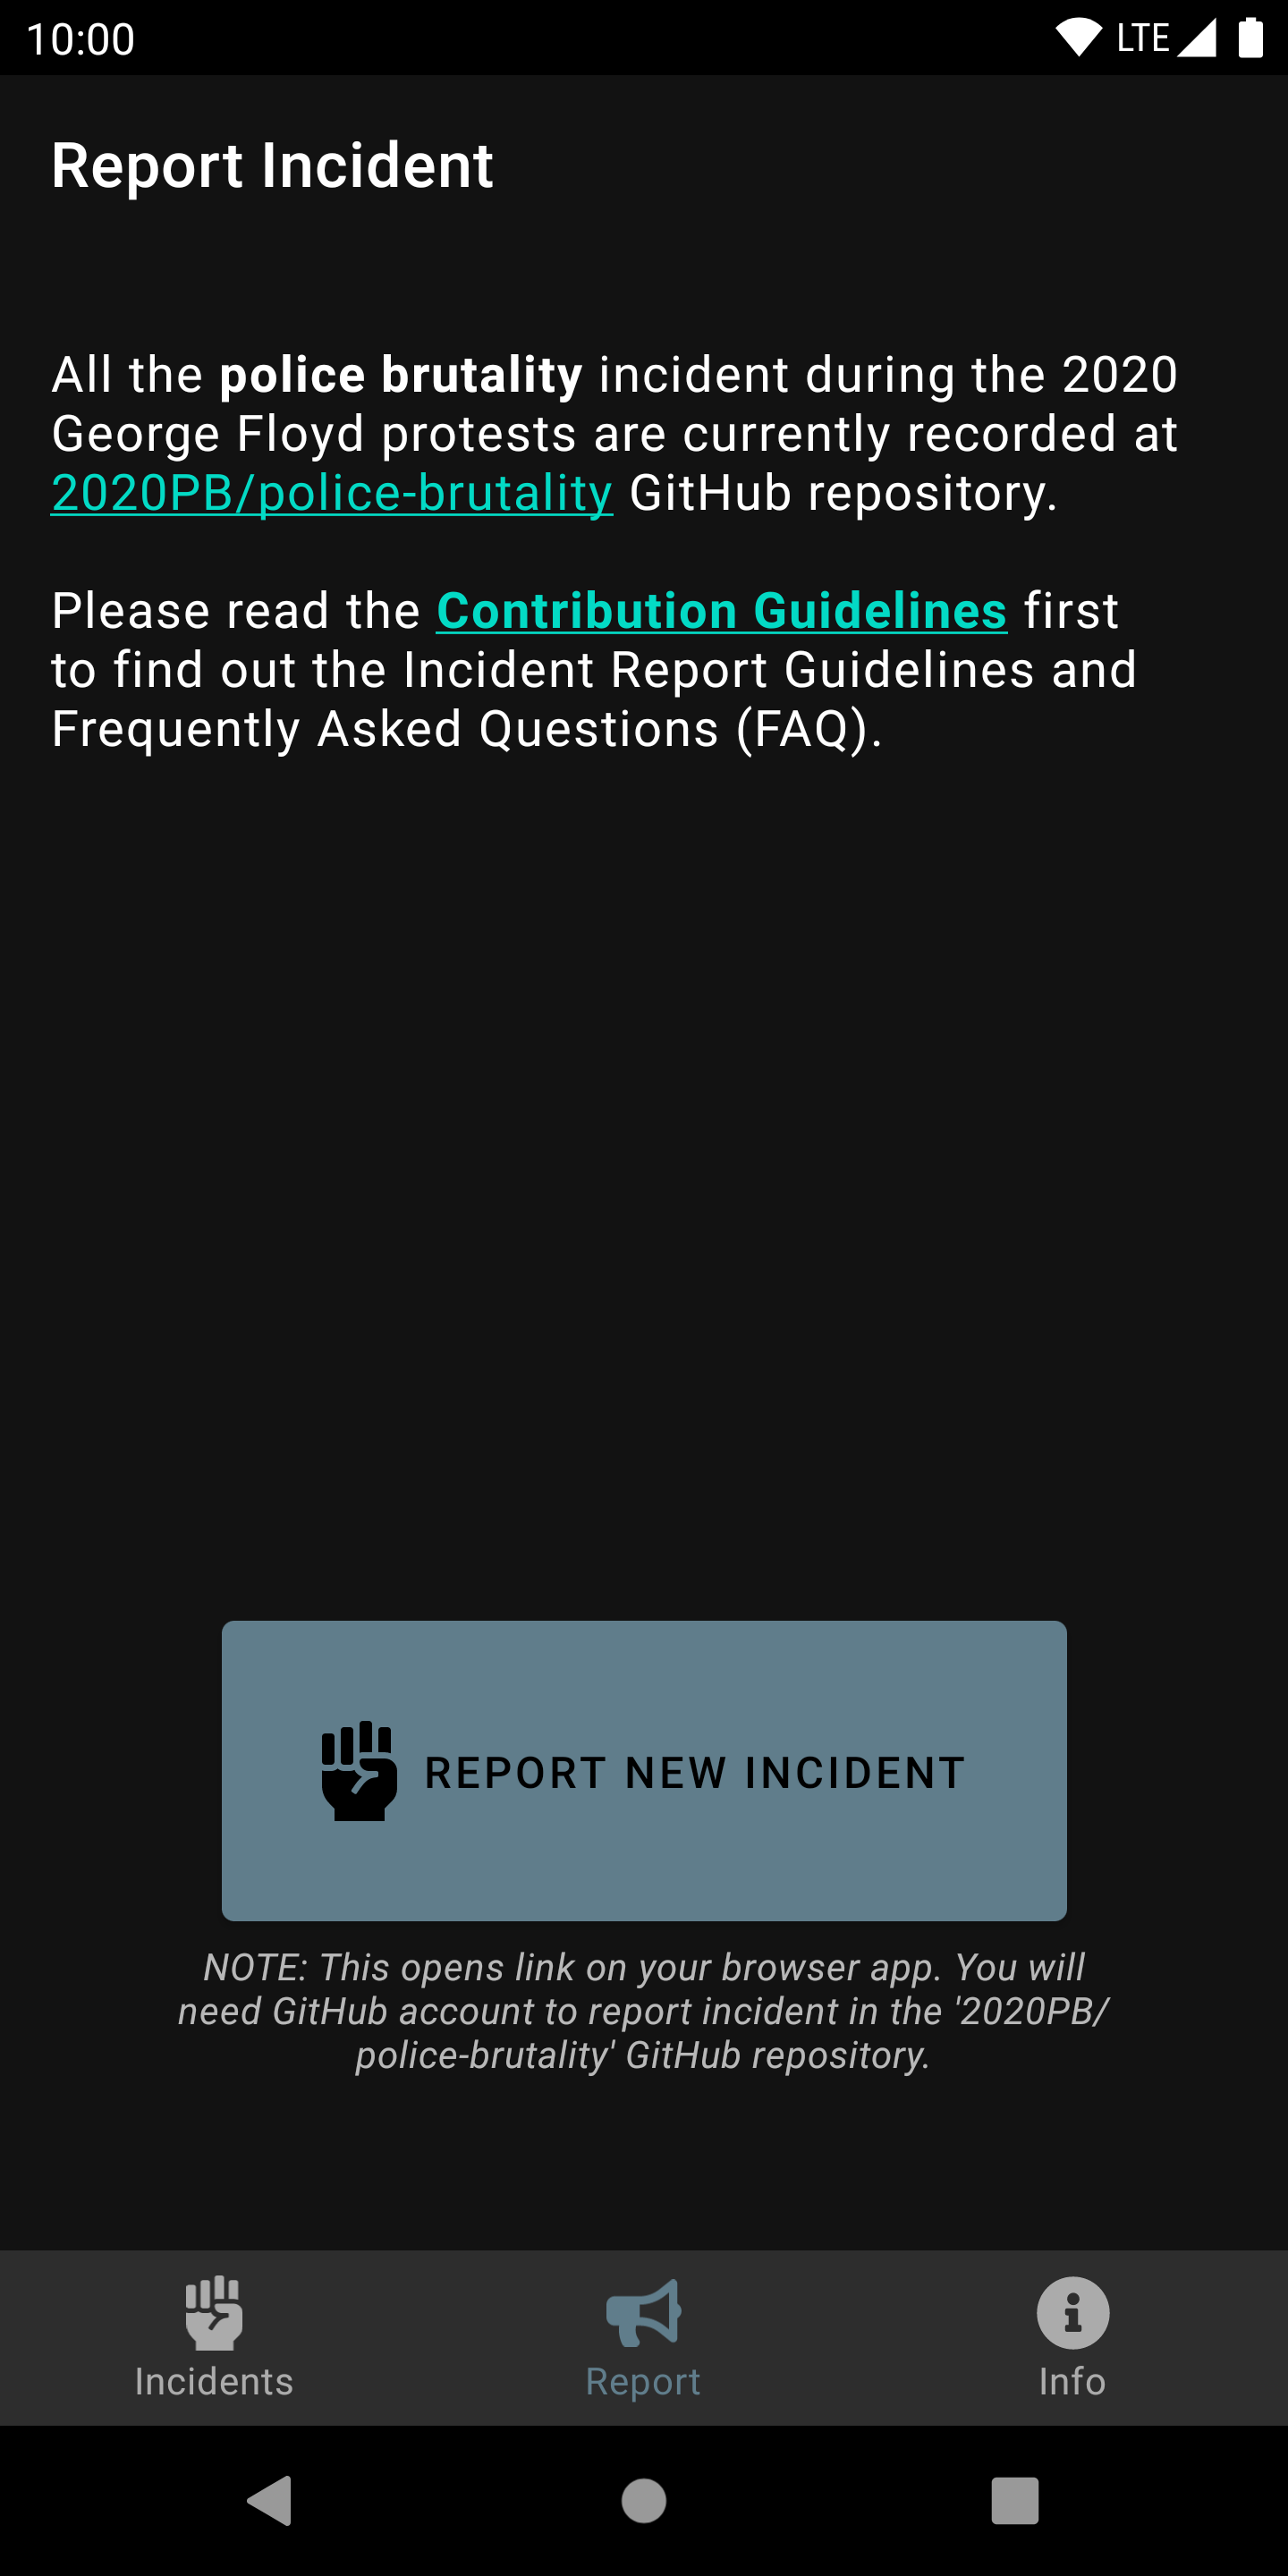 10:00
LTE
Report Incident
All the police brutality incident during the 2020
George Floyd protests are currently recorded at
2020PB/police-brutality GitHub repository.
Please read the Contribution Guidelines first
to find out the Incident Report Guidelines and
Frequently Asked Questions (FAQ).
REPORT NEW INCIDENT
NOTE: This opens link on your browser app. You will
need GitHub account to report incident in the '2020PB/
police-brutality' GitHub repository.
Incidents
Report
Info